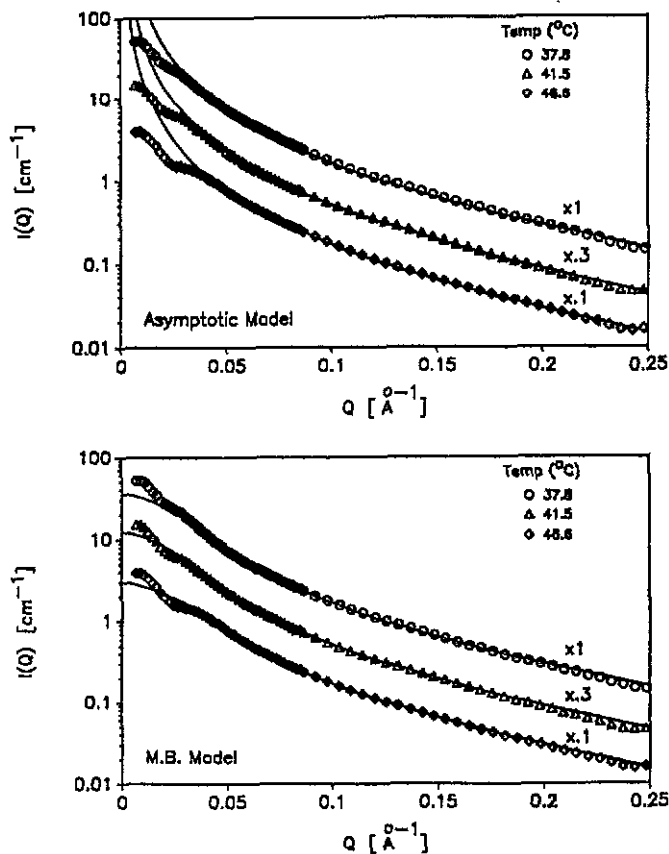 100
10
1
0.1
0.01
I(Q) [cm⁻¹]
Temp (°C)
37.8
41.5
46.6
x1
x.3
x.1
Asymptotic Model
0 0.05 0.1 0.15 0.2 0.25
Q [Å⁻¹]
100
10
1
0.1
0.01
I(Q) [cm⁻¹]
Temp (°C)
37.8
41.5
46.6
x1
x.3
x.1
M.B. Model
0 0.05 0.1 0.15 0.2 0.25
Q [Å⁻¹]